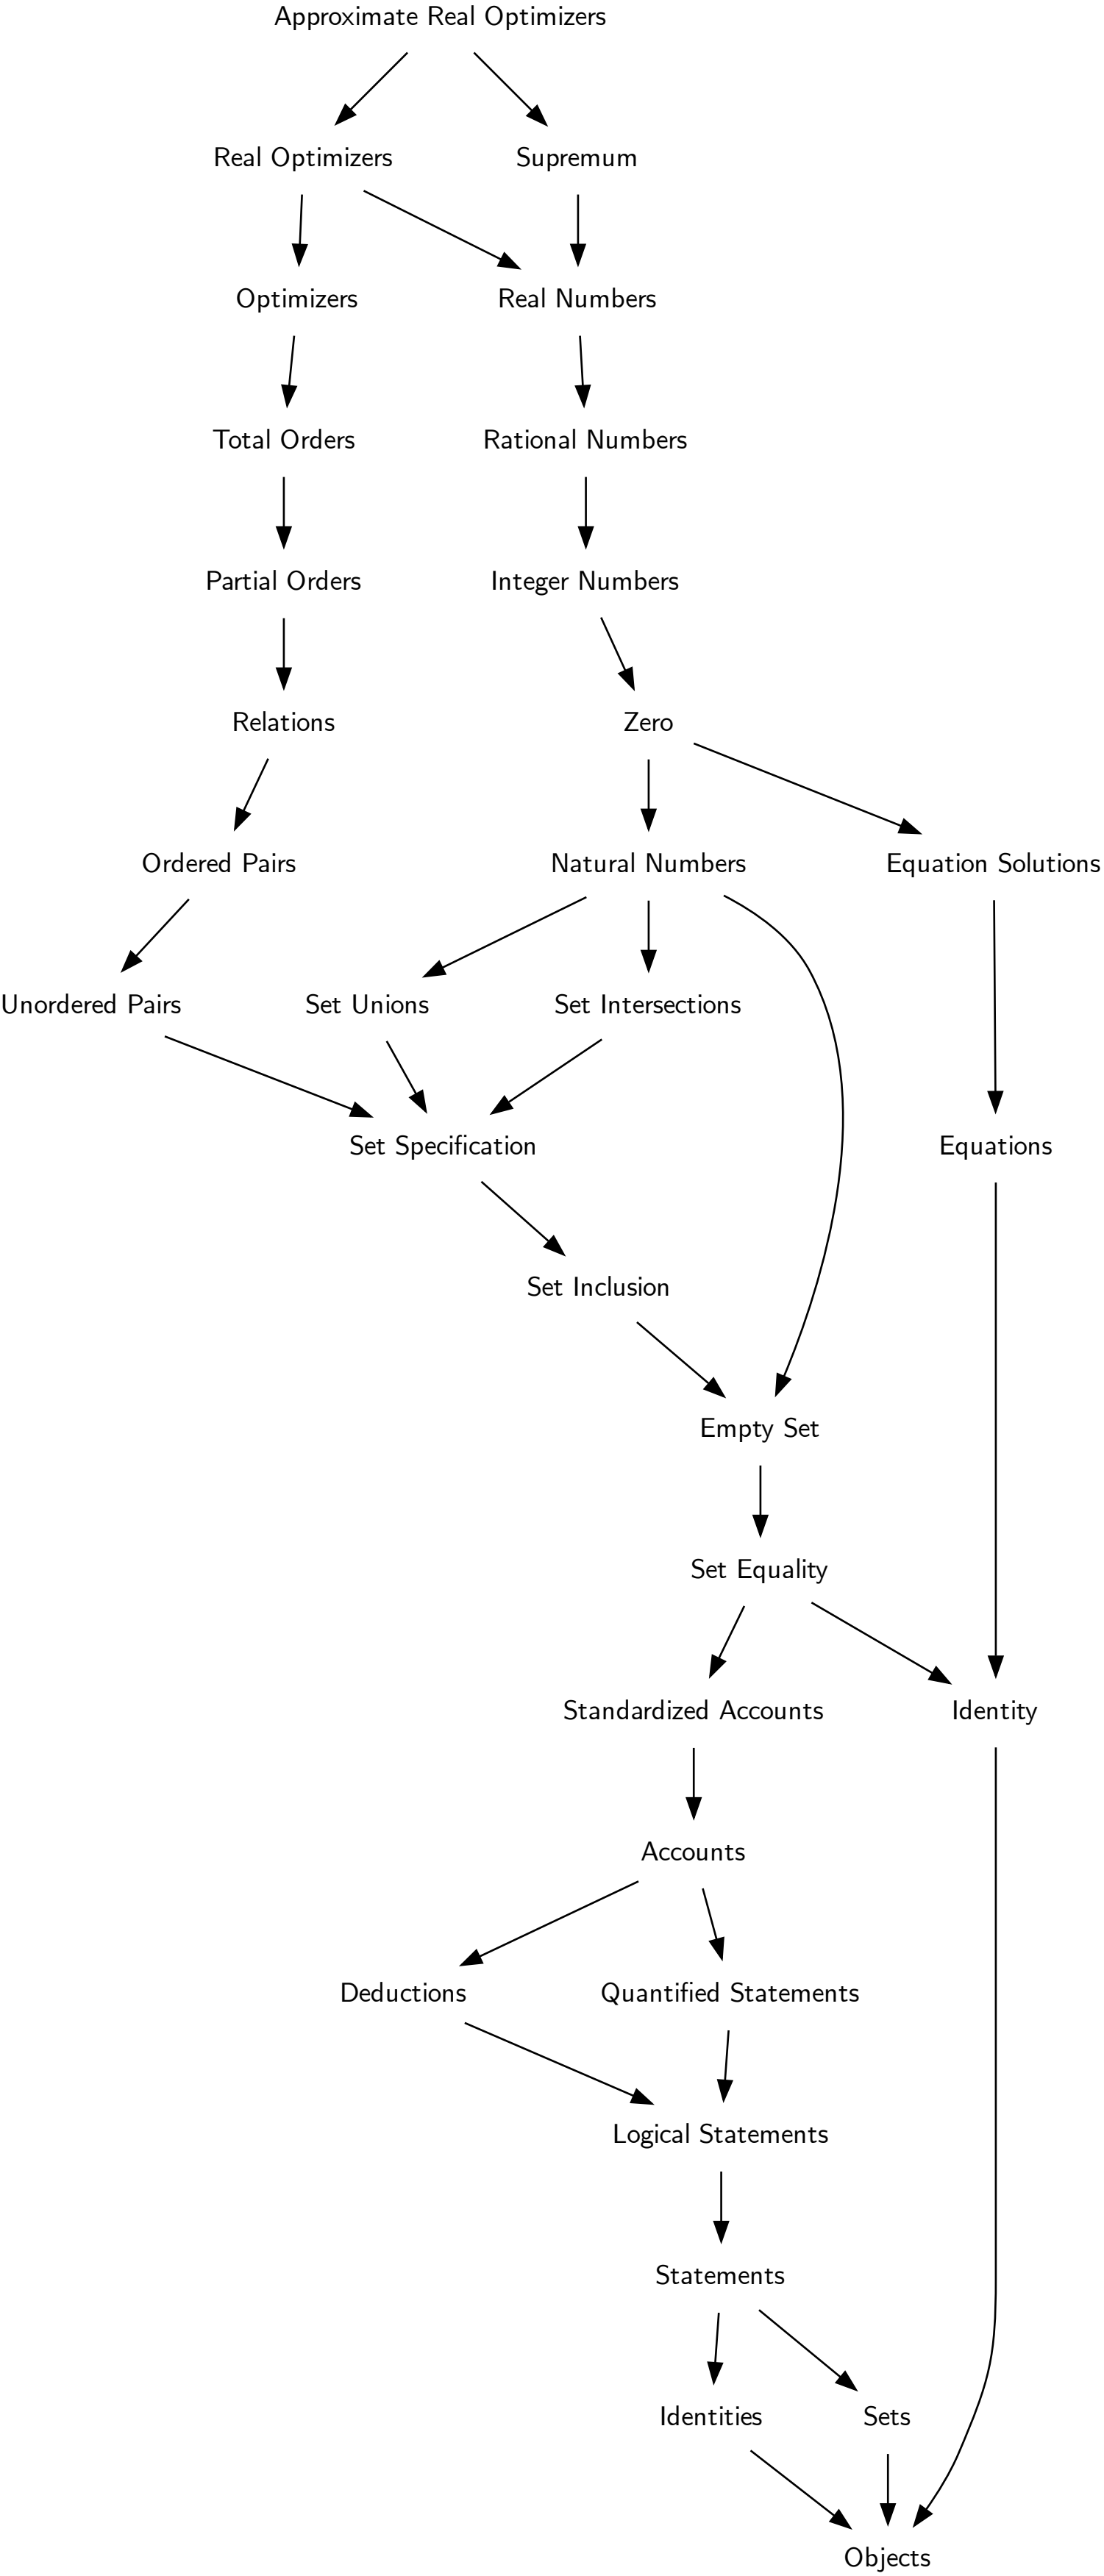 Approximate Real Optimizers
Real Optimizers
Supremum
Optimizers
Real Numbers
Total Orders
Rational Numbers
Partial Orders
Integer Numbers
Relations
Zero
Ordered Pairs
Natural Numbers
Equation Solutions
Unordered Pairs
Set Unions
Set Intersections
Set Specification
Equations
Set Inclusion
Empty Set
Set Equality
Standardized Accounts
Identity
Accounts
Deductions
Quantified Statements
Logical Statements
Statements
Identities
Sets
Objects